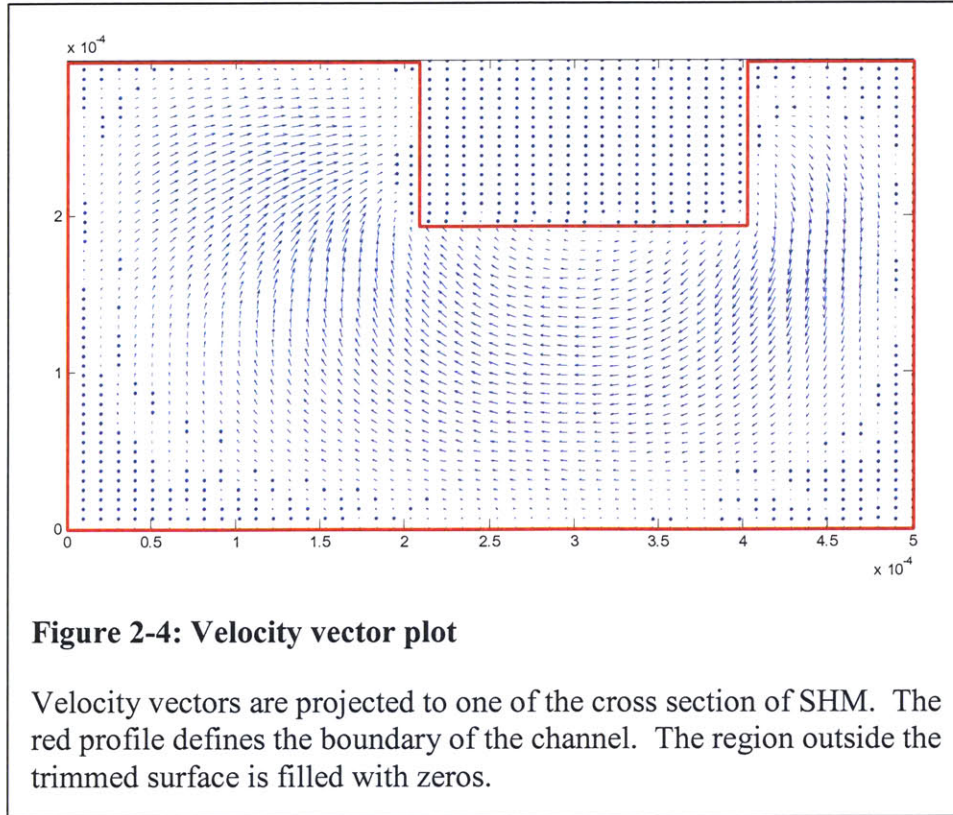 x 10⁻⁴
2
1
0
0 0.5 1 1.5 2 2.5 3 3.5 4 4.5 5
x 10⁻⁴
Figure 2-4: Velocity vector plot
Velocity vectors are projected to one of the cross section of SHM. The
red profile defines the boundary of the channel. The region outside the
trimmed surface is filled with zeros.